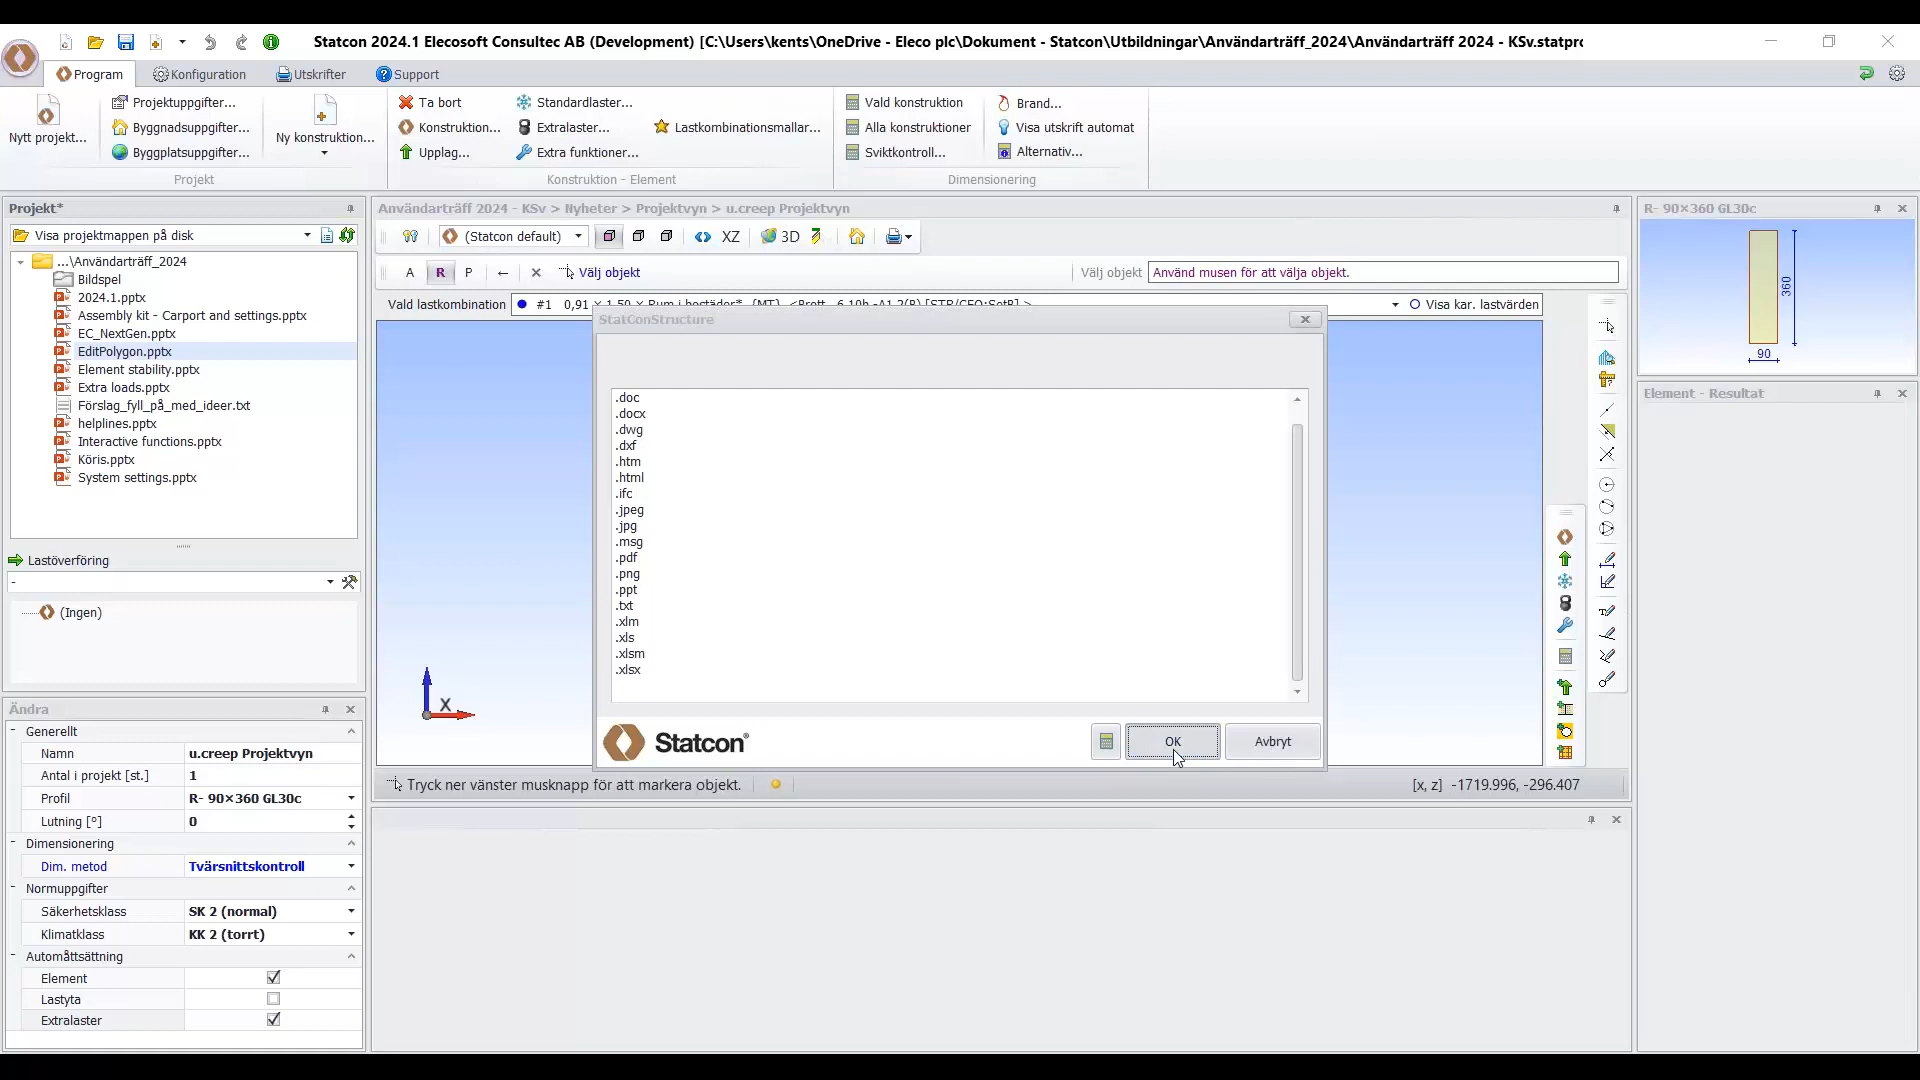 Statcon 2024.1 Elecosoft Consultec AB (Development) [C:\Users\kents\OneDrive - Eleco plc\Dokument - Statcon\Utbildningar\Användarträff_2024\Användarträff 2024 - KSv.statpro
Program
Konfiguration
Utskrifter
Support
Nytt projekt...
Projektuppgifter...
Byggnadsuppgifter...
Byggplatsuppgifter...
Projekt
Ny konstruktion...
Ta bort
Konstruktion...
Upplag...
Standardlaster...
Extralaster...
Extra funktioner...
Lastkombinationsmallar...
Konstruktion - Element
Vald konstruktion
Alla konstruktioner
Sviktkontroll...
Brand...
Visa utskrift automat
Alternativ...
Dimensionering
Projekt*
Visa projektmappen på disk
...\Användarträff_2024
Bildspel
2024.1.pptx
Assembly kit - Carport and settings.pptx
EC_NextGen.pptx
EditPolygon.pptx
Element stability.pptx
Extra loads.pptx
Förslag_fyll_på_med_ideer.txt
helplines.pptx
Interactive functions.pptx
Köris.pptx
System settings.pptx
Lastöverföring
-
(Ingen)
Ändra
Generellt
Namn u.creep Projektvyn
Antal i projekt [st.] 1
Profil R- 90×360 GL30c
Lutning [°] 0
Dimensionering
Dim. metod Tvärsnittskontroll
Normuppgifter
Säkerhetsklass SK 2 (normal)
Klimatklass KK 2 (torrt)
Automåttsättning
Element
Lastyta
Extralaster
Användarträff 2024 - KSv > Nyheter > Projektvyn > u.creep Projektvyn
(Statcon default)
XZ
3D
A R P
Välj objekt
Välj objekt Använd musen för att välja objekt.
Vald lastkombination #1 0,91 × 1,50 × Rum i bostäder* (MT) <Brott 6.10b
Visa kar. lastvärden
StatConStructure
.doc
.docx
.dwg
.dxf
.htm
.html
.ifc
.jpeg
.jpg
.msg
.pdf
.png
.ppt
.txt
.xlm
.xls
.xlsm
.xlsx
Statcon®
OK
Avbryt
X
Tryck ner vänster musknapp för att markera objekt.
[x, z] -1719.996, -296.407
R- 90×360 GL30c
360
90
Element - Resultat